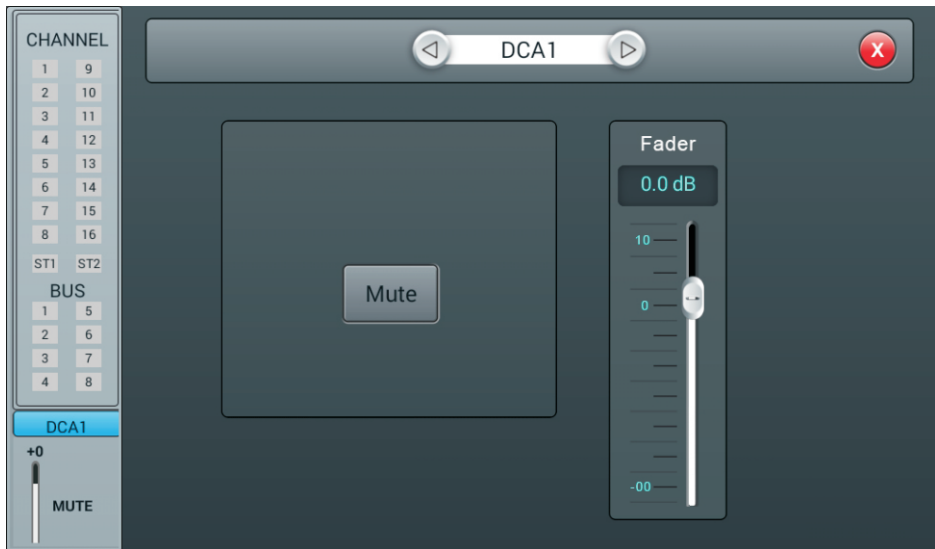 CHANNEL
1 9
2 10
3 11
4 12
5 13
6 14
7 15
8 16
ST1 ST2
BUS
1 5
2 6
3 7
4 8
DCA1
+0
MUTE
DCA1
X
Mute
Fader
0.0 dB
10
0
-00